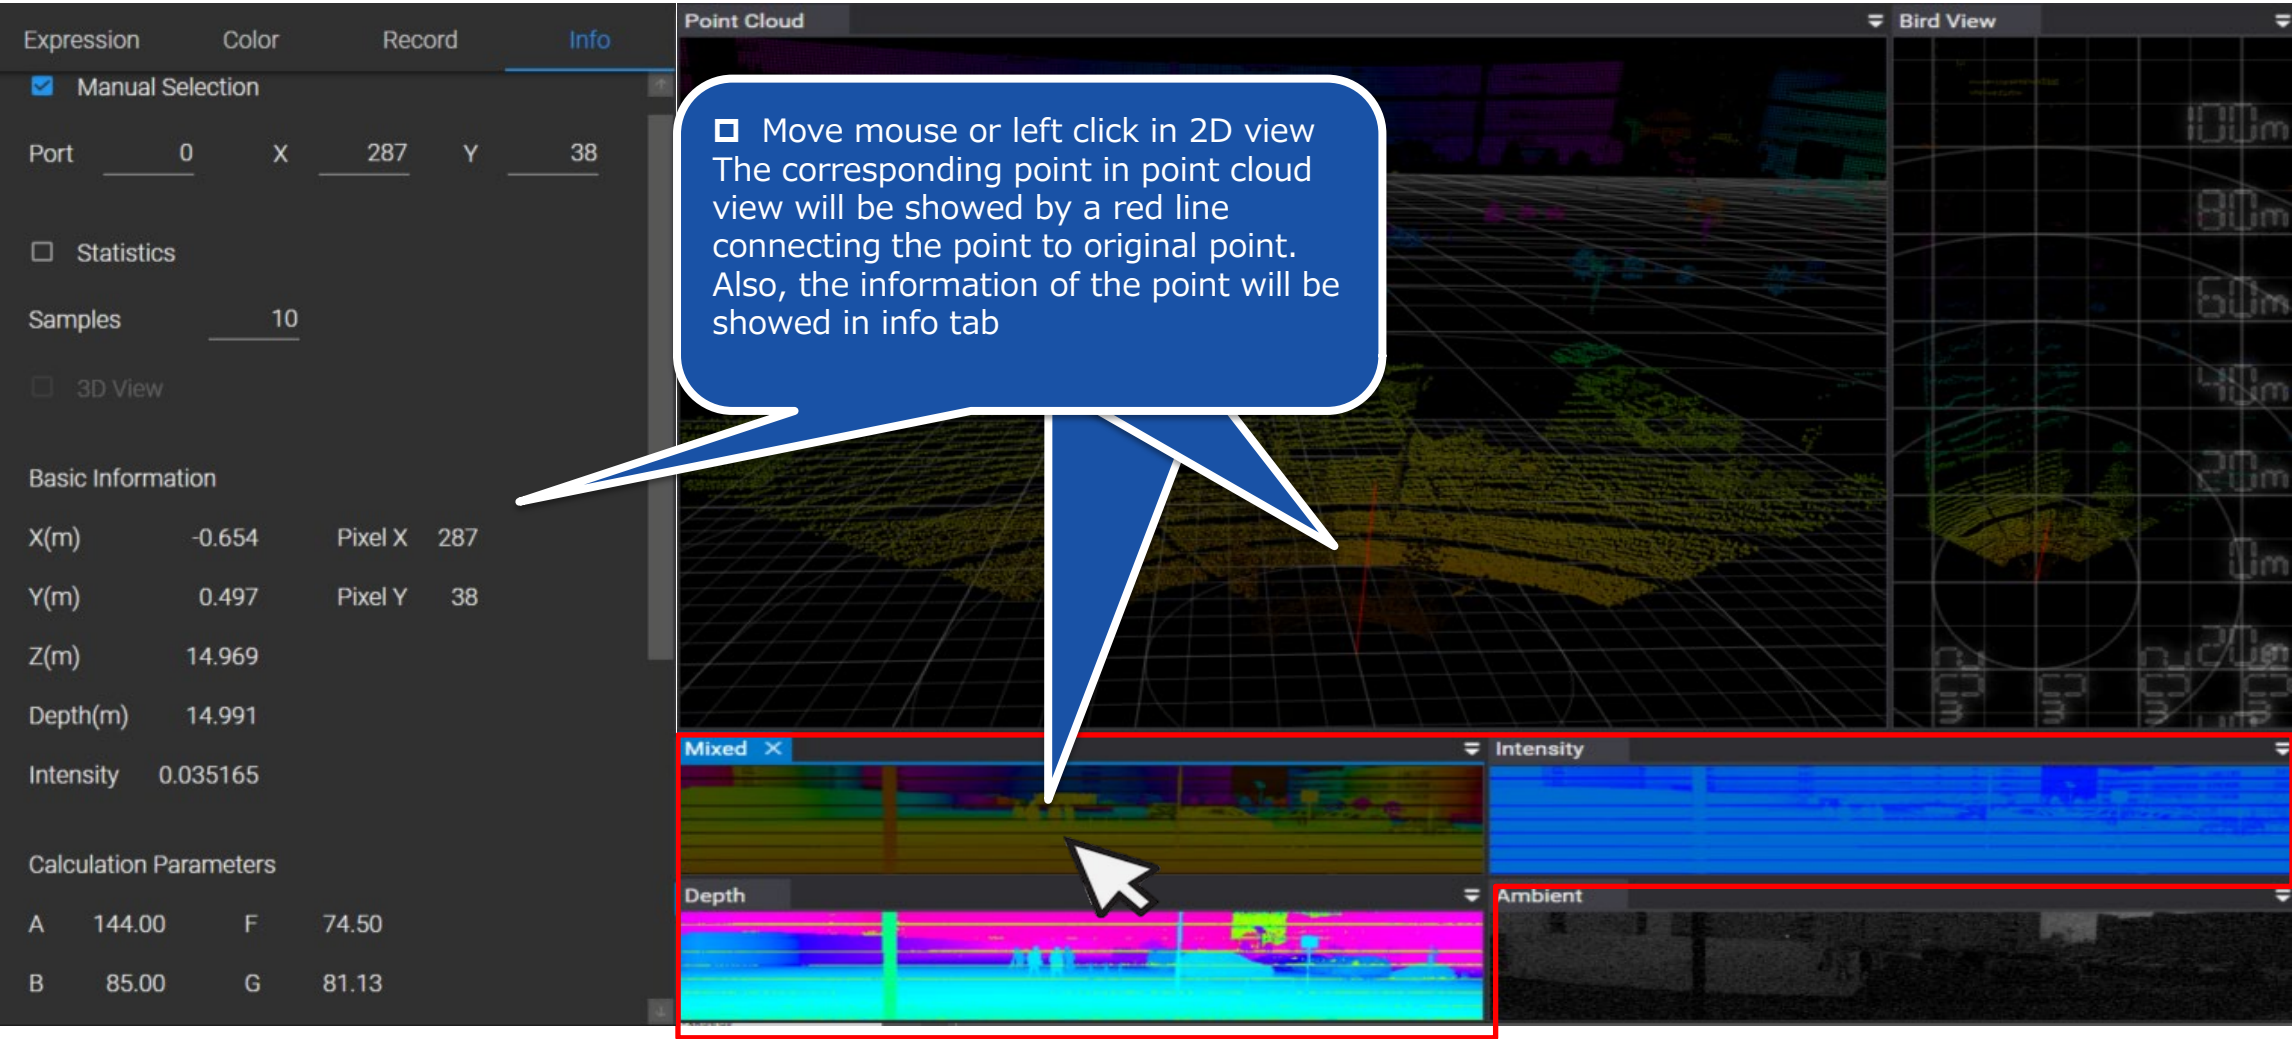 Expression Color Record Info
Manual Selection
Port 0 X 287 Y 38
Statistics
Samples 10
3D View
Basic Information
X(m) -0.654 Pixel X 287
Y(m) 0.497 Pixel Y 38
Z(m) 14.969
Depth(m) 14.991
Intensity 0.035165
Calculation Parameters
A 144.00 F 74.50
B 85.00 G 81.13
Point Cloud
Move mouse or left click in 2D view
The corresponding point in point cloud
view will be showed by a red line
connecting the point to original point.
Also, the information of the point will be
showed in info tab
Bird View
100m
80m
60m
40m
20m
0m
20m
Mixed
Intensity
Depth
Ambient